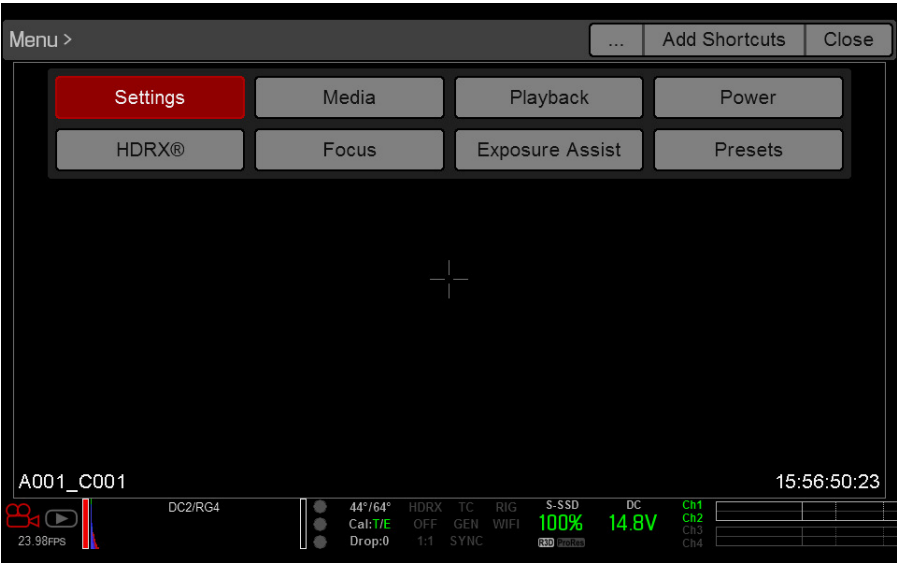 Menu > ... Add Shortcuts Close
Settings Media Playback Power
HDRX® Focus Exposure Assist Presets
A001_C001 15:56:50:23
DC2/RG4 44°/64° HDRX TC RIG S-SSD DC Ch1
Cal:T/E OFF GEN WIFI 100% 14.8V Ch2
23.98FPS Drop:0 1:1 SYNC R3D ProRes Ch3
Ch4